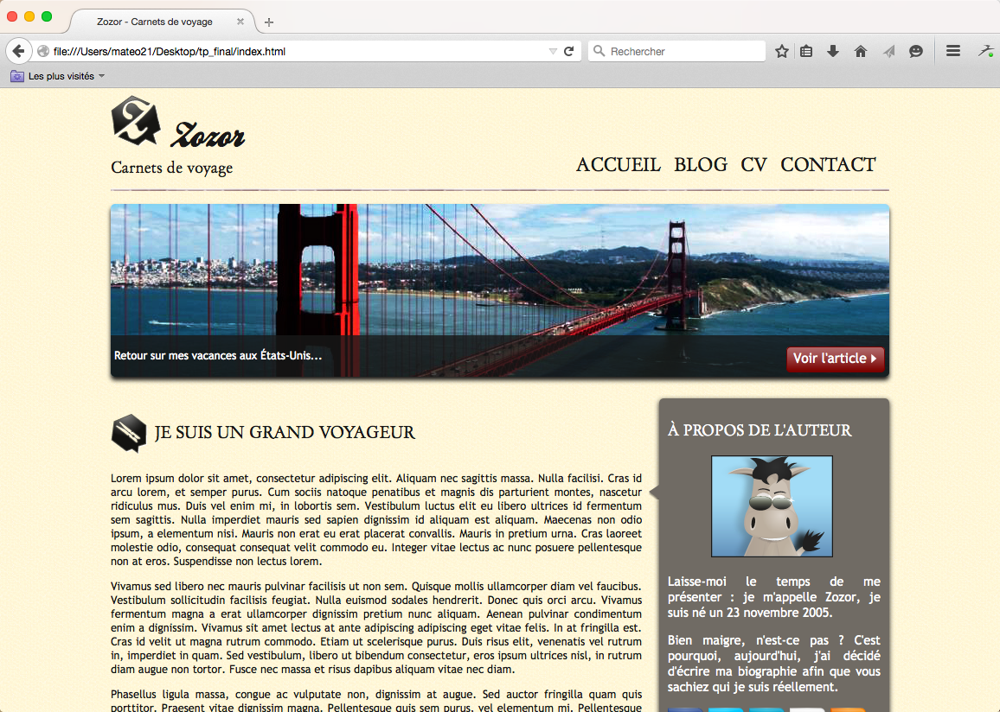 Zozor - Carnets de voyage
file:///Users/mateo21/Desktop/tp_final/index.html
Rechercher
Les plus visités
Zozor
Carnets de voyage
ACCUEIL BLOG CV CONTACT
Retour sur mes vacances aux États-Unis...
Voir l'article
JE SUIS UN GRAND VOYAGEUR
Lorem ipsum dolor sit amet, consectetur adipiscing elit. Aliquam nec sagittis massa. Nulla facilisi. Cras id
arcu lorem, et semper purus. Cum sociis natoque penatibus et magnis dis parturient montes, nascetur
ridiculus mus. Duis vel enim mi, in lobortis sem. Vestibulum luctus elit eu libero ultrices id fermentum
sem sagittis. Nulla imperdiet mauris sed sapien dignissim id aliquam est aliquam. Maecenas non odio
ipsum, a elementum nisi. Mauris non erat eu erat placerat convallis. Mauris in pretium urna. Cras laoreet
molestie odio, consequat consequat velit commodo eu. Integer vitae lectus ac nunc posuere pellentesque
non at eros. Suspendisse non lectus lorem.
Vivamus sed libero nec mauris pulvinar facilisis ut non sem. Quisque mollis ullamcorper diam vel faucibus.
Vestibulum sollicitudin facilisis feugiat. Nulla euismod sodales hendrerit. Donec quis orci arcu. Vivamus
fermentum magna a erat ullamcorper dignissim pretium nunc aliquam. Aenean pulvinar condimentum
enim a dignissim. Vivamus sit amet lectus at ante adipiscing adipiscing eget vitae felis. In at fringilla est.
Cras id velit ut magna rutrum commodo. Etiam ut scelerisque purus. Duis risus elit, venenatis vel rutrum
in, imperdiet in quam. Sed vestibulum, libero ut bibendum consectetur, eros ipsum ultrices nisl, in rutrum
diam augue non tortor. Fusce nec massa et risus dapibus aliquam vitae nec diam.
Phasellus ligula massa, congue ac vulputate non, dignissim at augue. Sed auctor fringilla quam quis
porttitor. Praesent vitae dignissim magna. Pellentesque quis sem purus, vel elementum mi. Pellentesque
À PROPOS DE L'AUTEUR
Laisse-moi le temps de me
présenter : je m'appelle Zozor, je
suis né un 23 novembre 2005.
Bien maigre, n'est-ce pas ? C'est
pourquoi, aujourd'hui, j'ai décidé
d'écrire ma biographie afin que vous
sachiez qui je suis réellement.